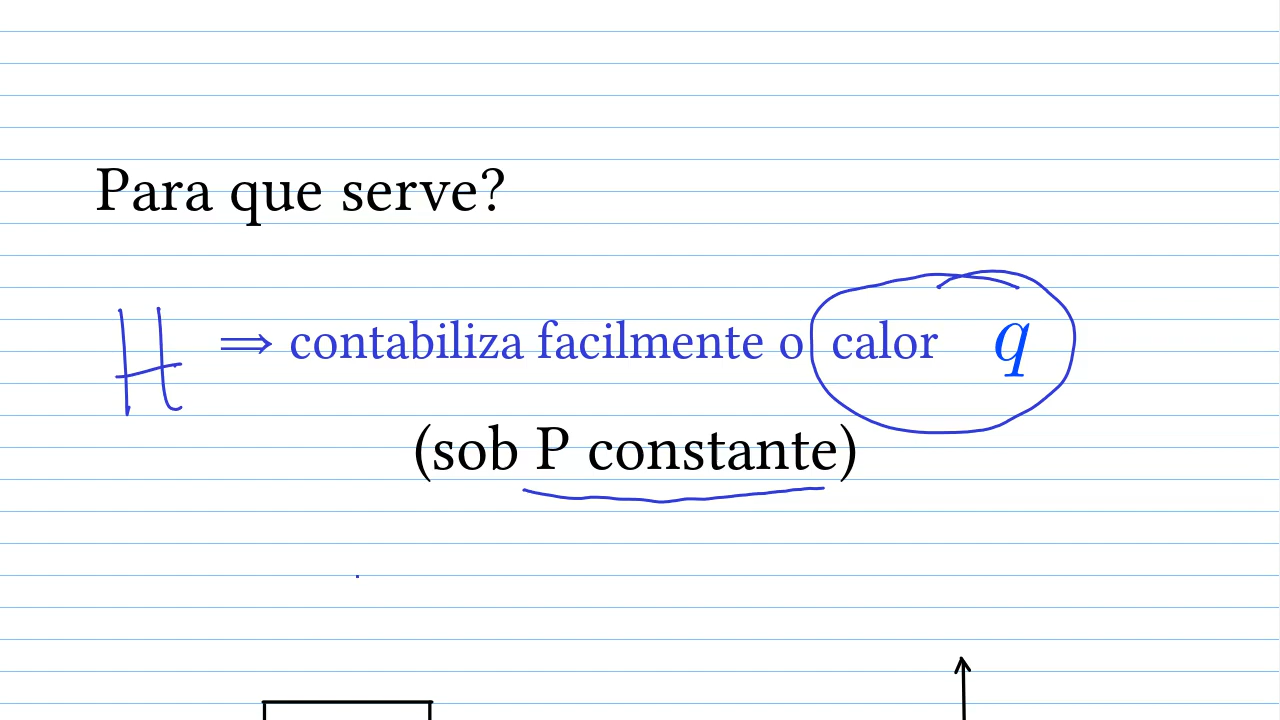 Para que serve?
H ⟹ contabiliza facilmente o calor q
(sob P constante)